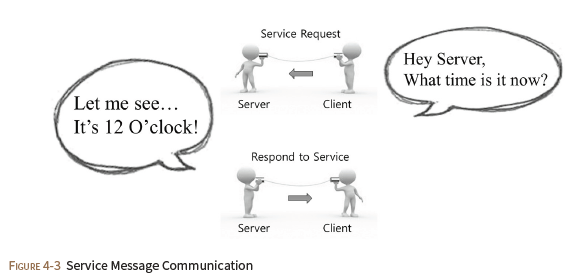 Service Request
Hey Server,
What time is it now?
Server Client
Let me see…
It's 12 O'clock!
Respond to Service
Server Client
FIGURE 4-3 Service Message Communication